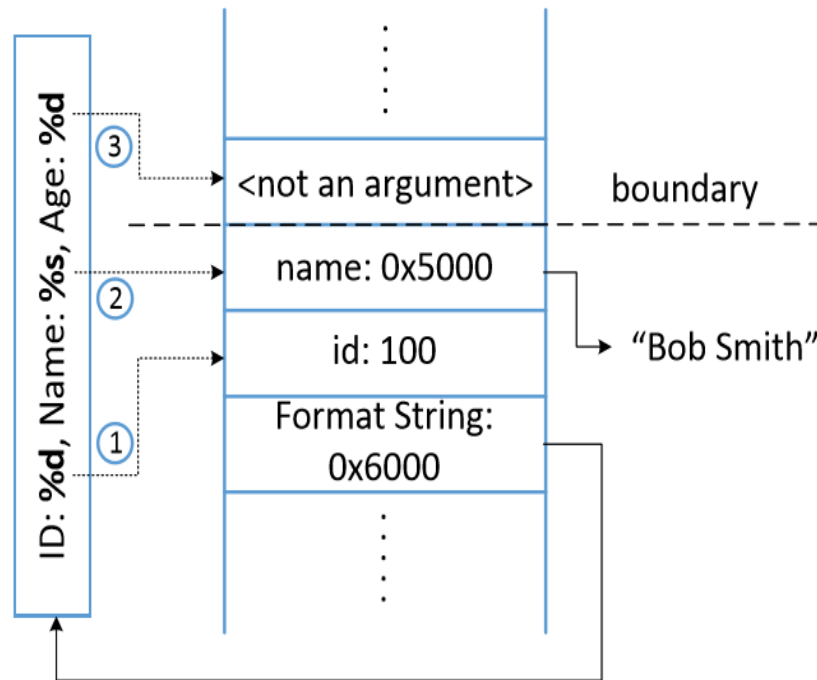 ID: %d, Name: %s, Age: %d
3
2
1
<not an argument>
boundary
name: 0x5000
id: 100
Format String:
0x6000
“Bob Smith”